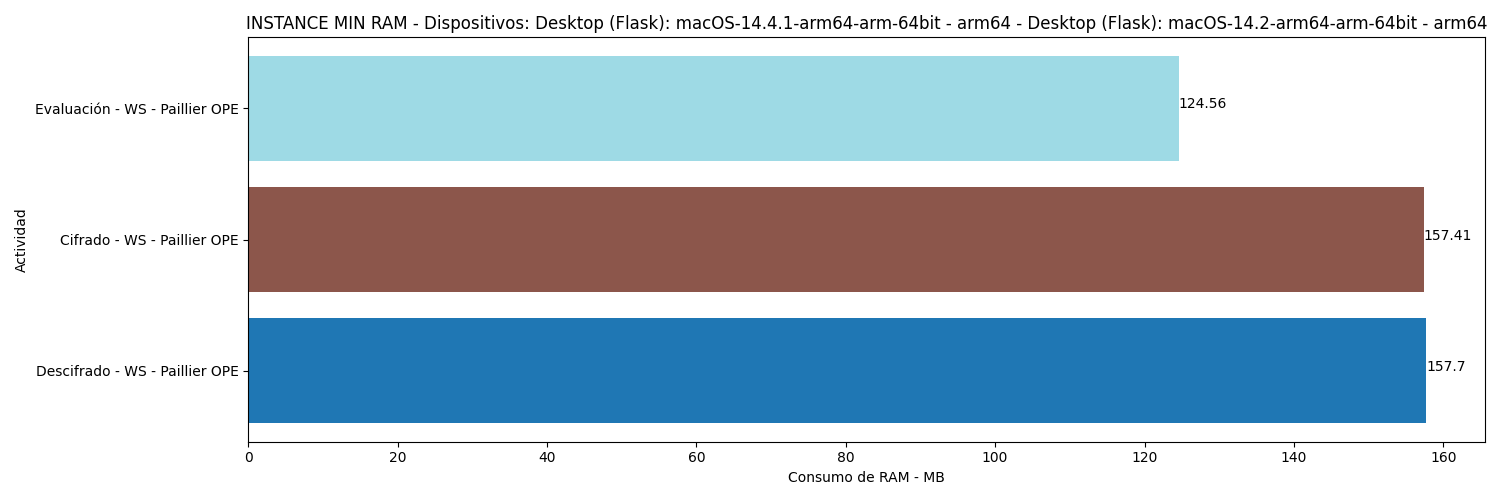 INSTANCE MIN RAM - Dispositivos: Desktop (Flask): macOS-14.4.1-arm64-arm-64bit - arm64 - Desktop (Flask): macOS-14.2-arm64-arm-64bit - arm64
Evaluación - WS - Paillier OPE
124.56
Cifrado - WS - Paillier OPE
157.41
Descifrado - WS - Paillier OPE
157.7
Actividad
0 20 40 60 80 100 120 140 160
Consumo de RAM - MB